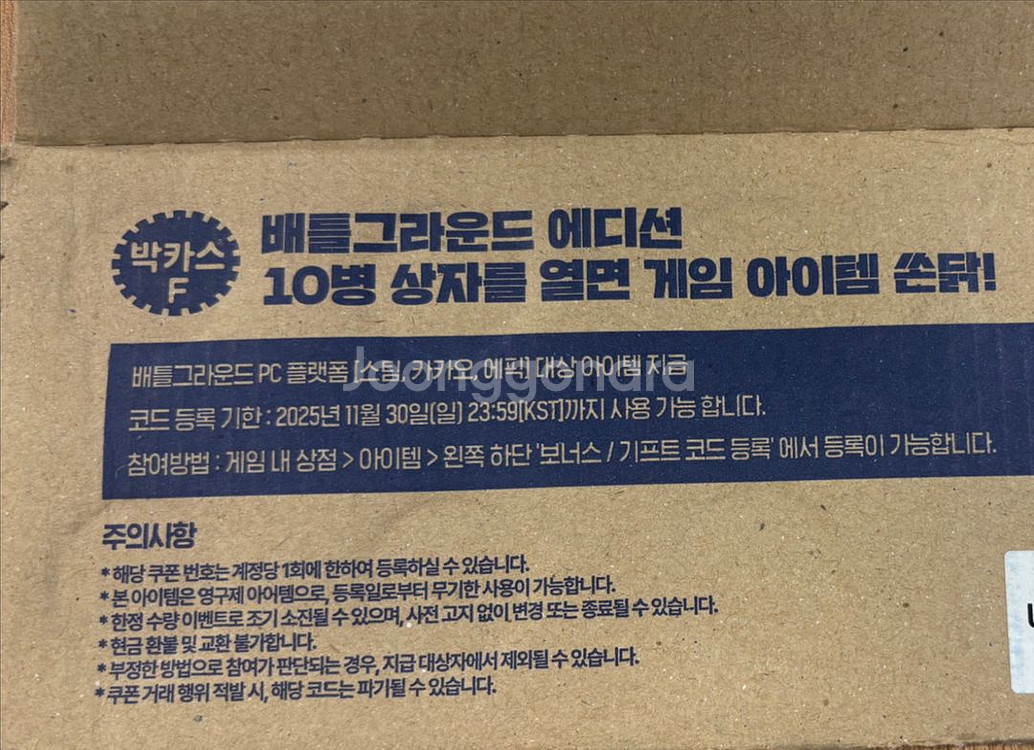 박카스
F
배틀그라운드 에디션
10병 상자를 열면 게임 아이템 쏜닭!
배틀그라운드 PC 플랫폼 [스팀, 카카오, 에픽] 대상 아이템 지급
Joonggonara
코드 등록 기한 : 2025년 11월 30일(일) 23:59[KST]까지 사용 가능 합니다.
참여방법 : 게임 내 상점 > 아이템 > 왼쪽 하단 '보너스 / 기프트 코드 등록' 에서 등록이 가능합니다.
주의사항
* 해당 쿠폰 번호는 계정당 1회에 한하여 등록하실 수 있습니다.
* 본 아이템은 영구제 아이템으로, 등록일로부터 무기한 사용이 가능합니다.
* 한정 수량 이벤트로 조기 소진될 수 있으며, 사전 고지 없이 변경 또는 종료될 수 있습니다.
* 현금 환불 및 교환 불가합니다.
* 부정한 방법으로 참여가 판단되는 경우, 지급 대상자에서 제외될 수 있습니다.
* 쿠폰 거래 행위 적발 시, 해당 코드는 파기될 수 있습니다.